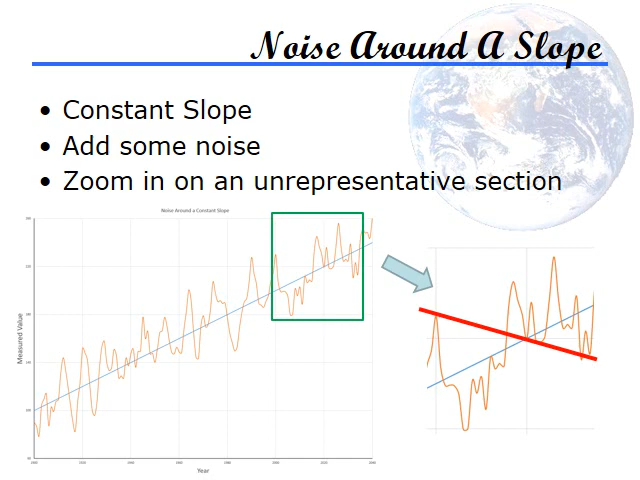 Noise Around A Slope
• Constant Slope
• Add some noise
• Zoom in on an unrepresentative section
Noise Around a Constant Slope
Measured Value
Year